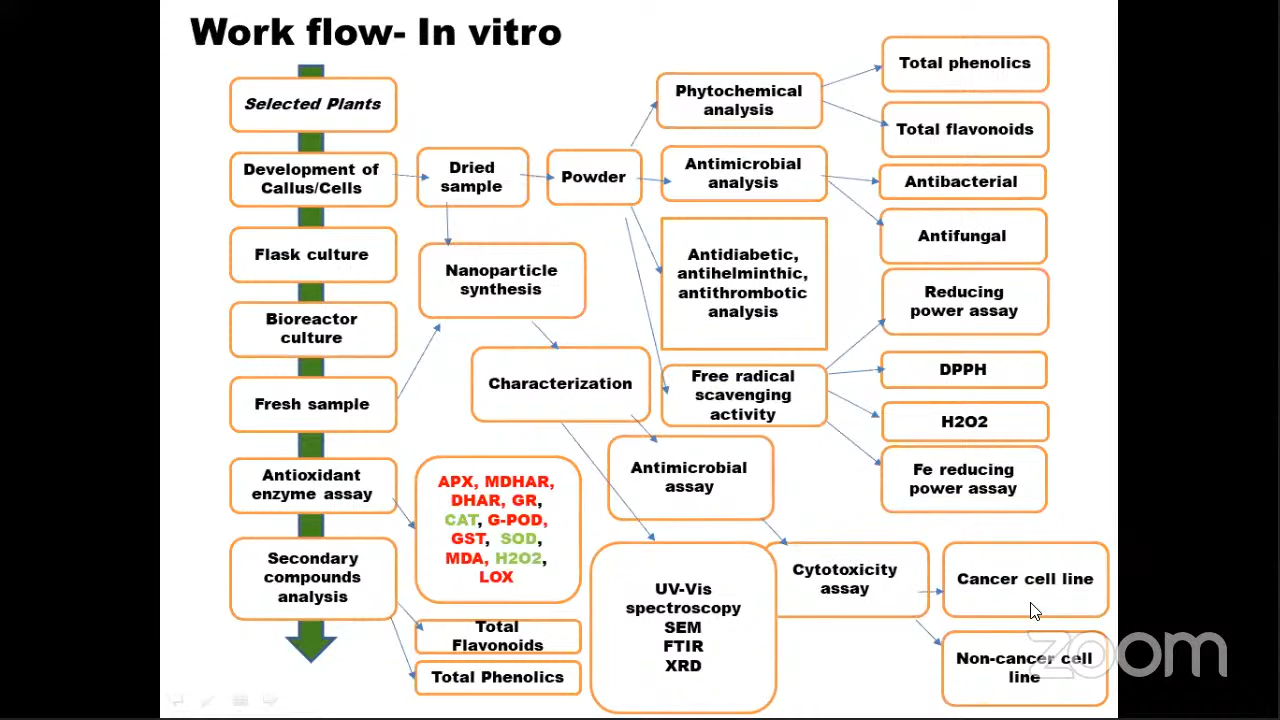 Work flow- In vitro
Selected Plants
Development of
Callus/Cells
Flask culture
Bioreactor
culture
Fresh sample
Antioxidant
enzyme assay
Secondary
compounds
analysis
Dried
sample
Powder
Nanoparticle
synthesis
Characterization
APX, MDHAR,
DHAR, GR,
CAT, G-POD,
GST, SOD,
MDA, H2O2,
LOX
Total
Flavonoids
Total Phenolics
Phytochemical
analysis
Antimicrobial
analysis
Antidiabetic,
antihelminthic,
antithrombotic
analysis
Free radical
scavenging
activity
Antimicrobial
assay
UV-Vis
spectroscopy
SEM
FTIR
XRD
Cytotoxicity
assay
Total phenolics
Total flavonoids
Antibacterial
Antifungal
Reducing
power assay
DPPH
H2O2
Fe reducing
power assay
Cancer cell line
Non-cancer cell
line
zoom